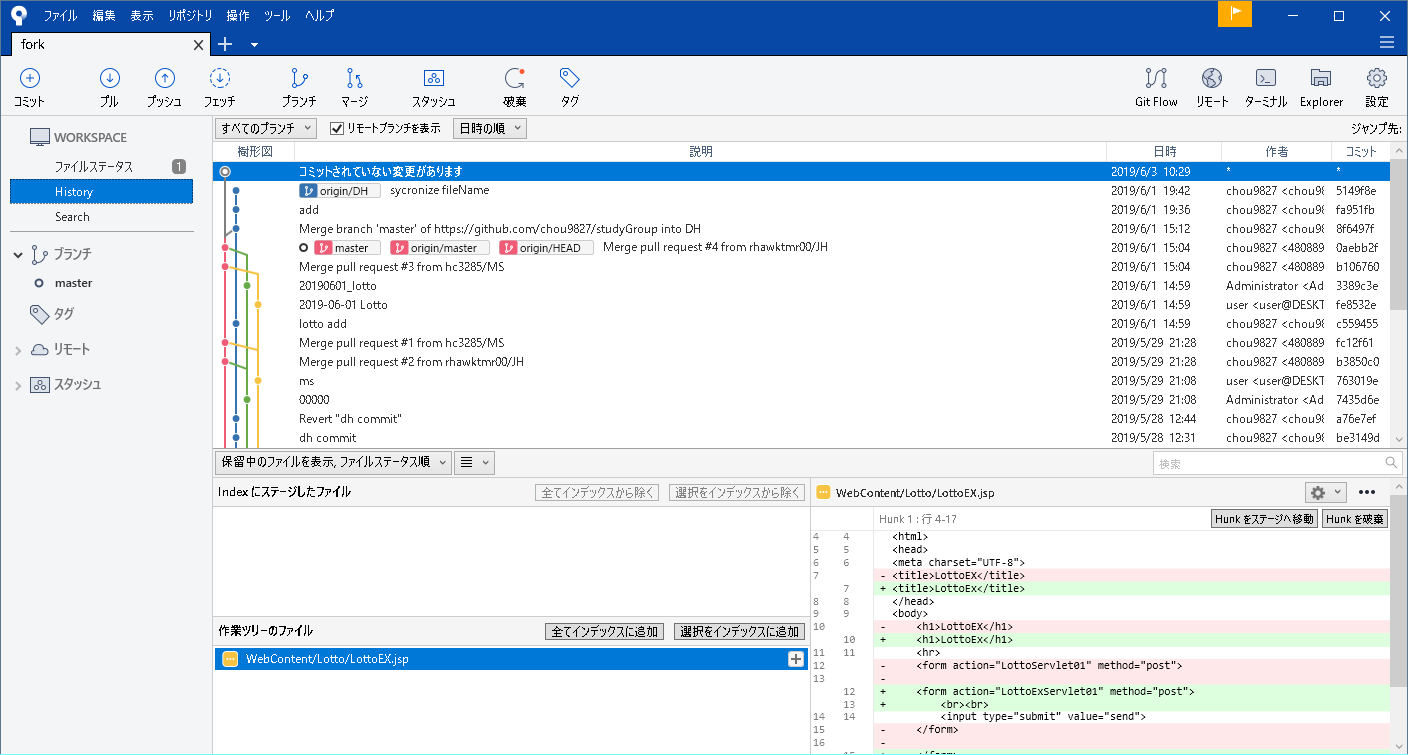 ファイル 編集 表示 リポジトリ 操作 ツール ヘルプ
fork
コミット プル プッシュ フェッチ ブランチ マージ スタッシュ 破棄 タグ Git Flow リモート ターミナル Explorer 設定
WORKSPACE
ファイルステータス 1
History
Search
ブランチ
master
タグ
リモート
スタッシュ
すべてのブランチ リモートブランチを表示 日時の順 ジャンプ先:
樹形図 説明 日時 作者 コミット
コミットされていない変更があります 2019/6/3 10:29 * *
origin/DH sycronize fileName 2019/6/1 19:42 chou9827 <chou98 5149f8e
add 2019/6/1 19:36 chou9827 <chou98 fa951fb
Merge branch 'master' of https://github.com/chou9827/studyGroup into DH 2019/6/1 15:12 chou9827 <chou98 8f6497f
master origin/master origin/HEAD Merge pull request #4 from rhawktmr00/JH 2019/6/1 15:04 chou9827 <480889 0aebb2f
Merge pull request #3 from hc3285/MS 2019/6/1 15:04 chou9827 <480889 b106760
20190601_lotto 2019/6/1 14:59 Administrator <Ad 3389c3e
2019-06-01 Lotto 2019/6/1 14:59 user <user@DESKT fe8532e
lotto add 2019/6/1 14:59 chou9827 <chou98 c559455
Merge pull request #1 from hc3285/MS 2019/5/29 21:28 chou9827 <480889 fc12f61
Merge pull request #2 from rhawktmr00/JH 2019/5/29 21:28 chou9827 <480889 b3850c0
ms 2019/5/29 21:08 user <user@DESKT 763019e
00000 2019/5/29 21:08 Administrator <Ad 7435d6e
Revert "dh commit" 2019/5/28 12:44 chou9827 <chou98 a76e7ef
dh commit 2019/5/28 12:31 chou9827 <chou98 be3149d
保留中のファイルを表示, ファイルステータス順 検索
Index にステージしたファイル 全てインデックスから除く 選択をインデックスから除く
作業ツリーのファイル 全てインデックスに追加 選択をインデックスに追加
WebContent/Lotto/LottoEX.jsp
WebContent/Lotto/LottoEX.jsp
Hunk 1 : 行 4-17 Hunk をステージへ移動 Hunk を破棄
4 4 <html>
5 5 <head>
6 6 <meta charset="UTF-8">
7 - <title>LottoEX</title>
7 + <title>LottoEx</title>
8 8 </head>
9 9 <body>
10 - <h1>LottoEX</h1>
10 + <h1>LottoEx</h1>
11 11 <hr>
12 - <form action="LottoServlet01" method="post">
13 -
12 + <form action="LottoExServlet01" method="post">
13 + <br><br>
14 14 <input type="submit" value="send">
15 - </form>
16 -
15 + </form>